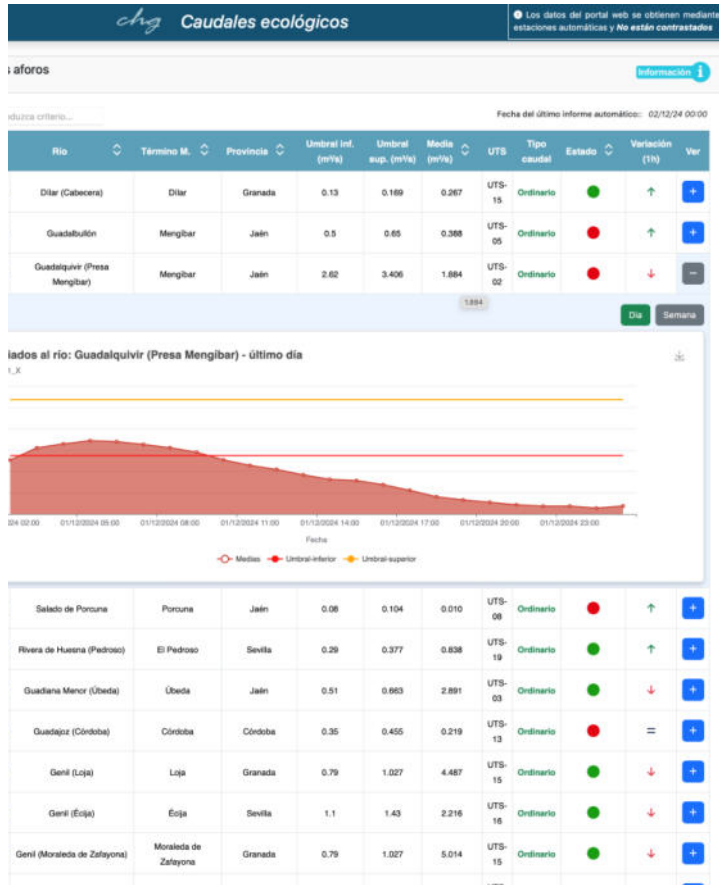 chg Caudales ecológicos
Los datos del portal web se obtienen mediante
estaciones automáticas y No están contrastados
s aforos
Información i
oduzca criterio...
Fecha del último informe automático:: 02/12/24 00:00
Río Término M. Provincia Umbral inf. (m³/s) Umbral sup. (m³/s) Media (m³/s) UTS Tipo caudal Estado Variación (1h) Ver
Dílar (Cabecera) Dílar Granada 0.13 0.169 0.267 UTS-15 Ordinario
Guadalbullón Mengibar Jaén 0.5 0.65 0.388 UTS-05 Ordinario
Guadalquivir (Presa Mengibar) Mengibar Jaén 2.62 3.406 1.884 UTS-02 Ordinario
1.884
Día Semana
iados al río: Guadalquivir (Presa Mengibar) - último día
_X
024 02:00 01/12/2024 05:00 01/12/2024 08:00 01/12/2024 11:00 01/12/2024 14:00 01/12/2024 17:00 01/12/2024 20:00 01/12/2024 23:00
Fecha
Medias Umbral-inferior Umbral-superior
Salado de Porcuna Porcuna Jaén 0.08 0.104 0.010 UTS-08 Ordinario
Rivera de Huesna (Pedroso) El Pedroso Sevilla 0.29 0.377 0.838 UTS-19 Ordinario
Guadiana Menor (Úbeda) Úbeda Jaén 0.51 0.663 2.891 UTS-03 Ordinario
Guadajoz (Córdoba) Córdoba Córdoba 0.35 0.455 0.219 UTS-13 Ordinario =
Genil (Loja) Loja Granada 0.79 1.027 4.487 UTS-15 Ordinario
Genil (Écija) Écija Sevilla 1.1 1.43 2.216 UTS-16 Ordinario
Genil (Moraleda de Zafayona) Moraleda de Zafayona Granada 0.79 1.027 5.014 UTS-15 Ordinario